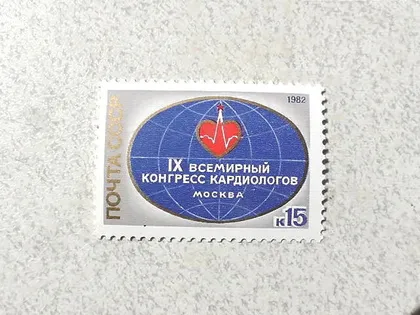 ПОЧТА СССР
1982
IX ВСЕМИРНЫЙ
КОНГРЕСС КАРДИОЛОГОВ
МОСКВА
К15